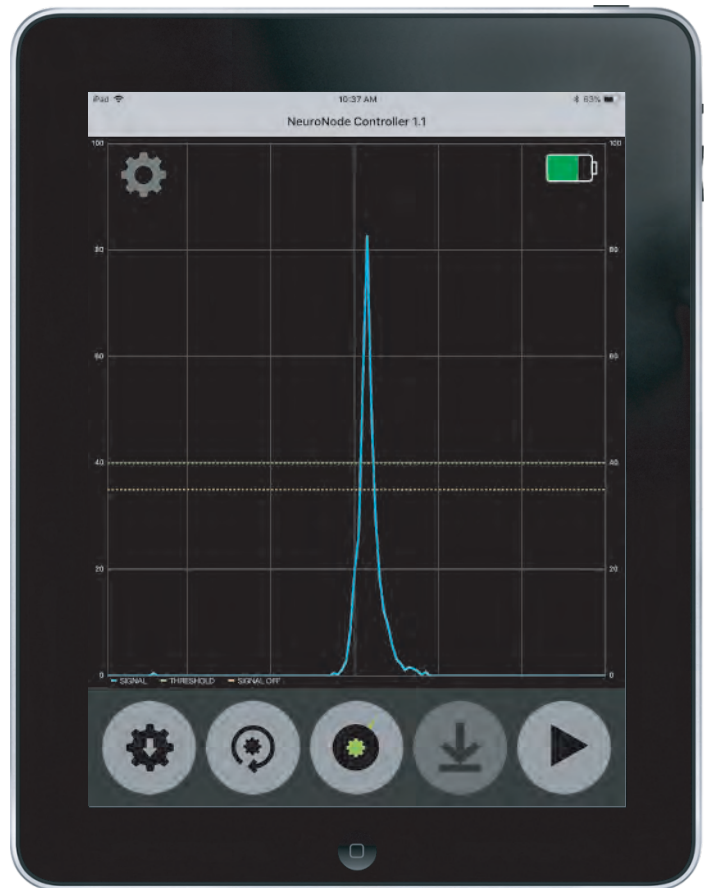 iPad 10:37 AM 63%
NeuroNode Controller 1.1
100 100
80 80
60 60
40 40
20 20
0 0
SIGNAL THRESHOLD SIGNAL OFF